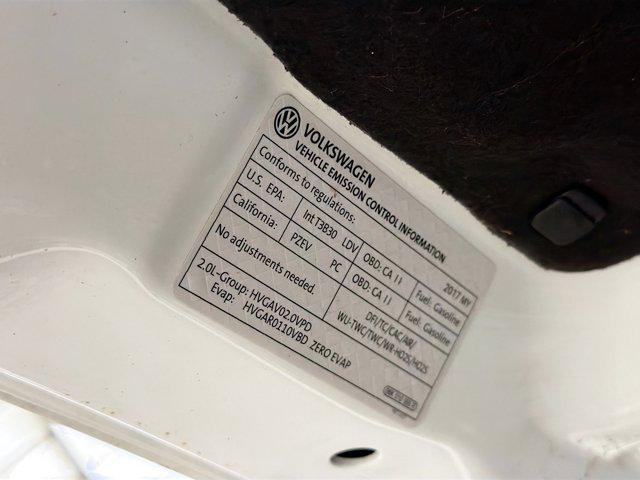 VOLKSWAGEN
VEHICLE EMISSION CONTROL INFORMATION
Conforms to regulations: 2017 MY
U.S. EPA: Int T3B30 LDV OBD: CA II Fuel: Gasoline
California: PZEV PC OBD: CA II Fuel: Gasoline
No adjustments needed. DFI/TC/CAC/AIR/
WU-TWC/TWC/WR-HO2S/HO2S
2.0L-Group: HVGAV02.0VPD
Evap: HVGAR0110VBD ZERO EVAP